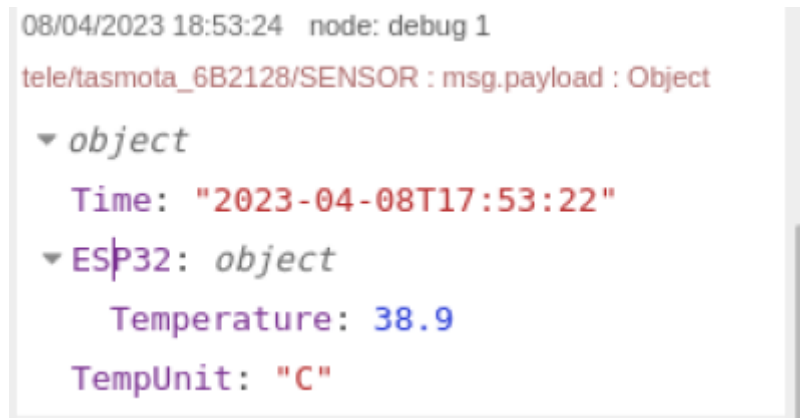 08/04/2023 18:53:24 node: debug 1
tele/tasmota_6B2128/SENSOR : msg.payload : Object
object
Time: "2023-04-08T17:53:22"
ESP32: object
Temperature: 38.9
TempUnit: "C"